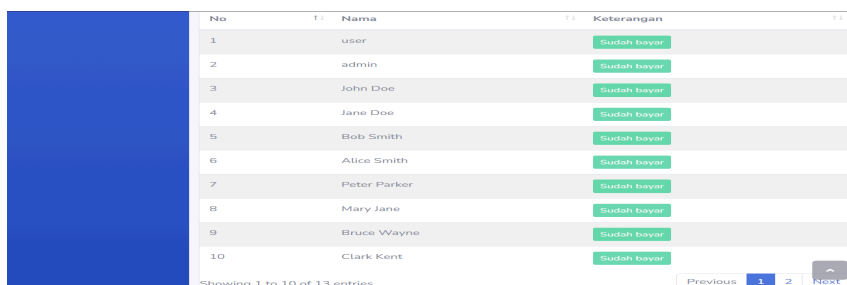 No Nama Keterangan
1 user Sudah bayar
2 admin Sudah bayar
3 John Doe Sudah bayar
4 Jane Doe Sudah bayar
5 Bob Smith Sudah bayar
6 Alice Smith Sudah bayar
7 Peter Parker Sudah bayar
8 Mary Jane Sudah bayar
9 Bruce Wayne Sudah bayar
10 Clark Kent Sudah bayar
Showing 1 to 10 of 13 entries Previous 1 2 Next